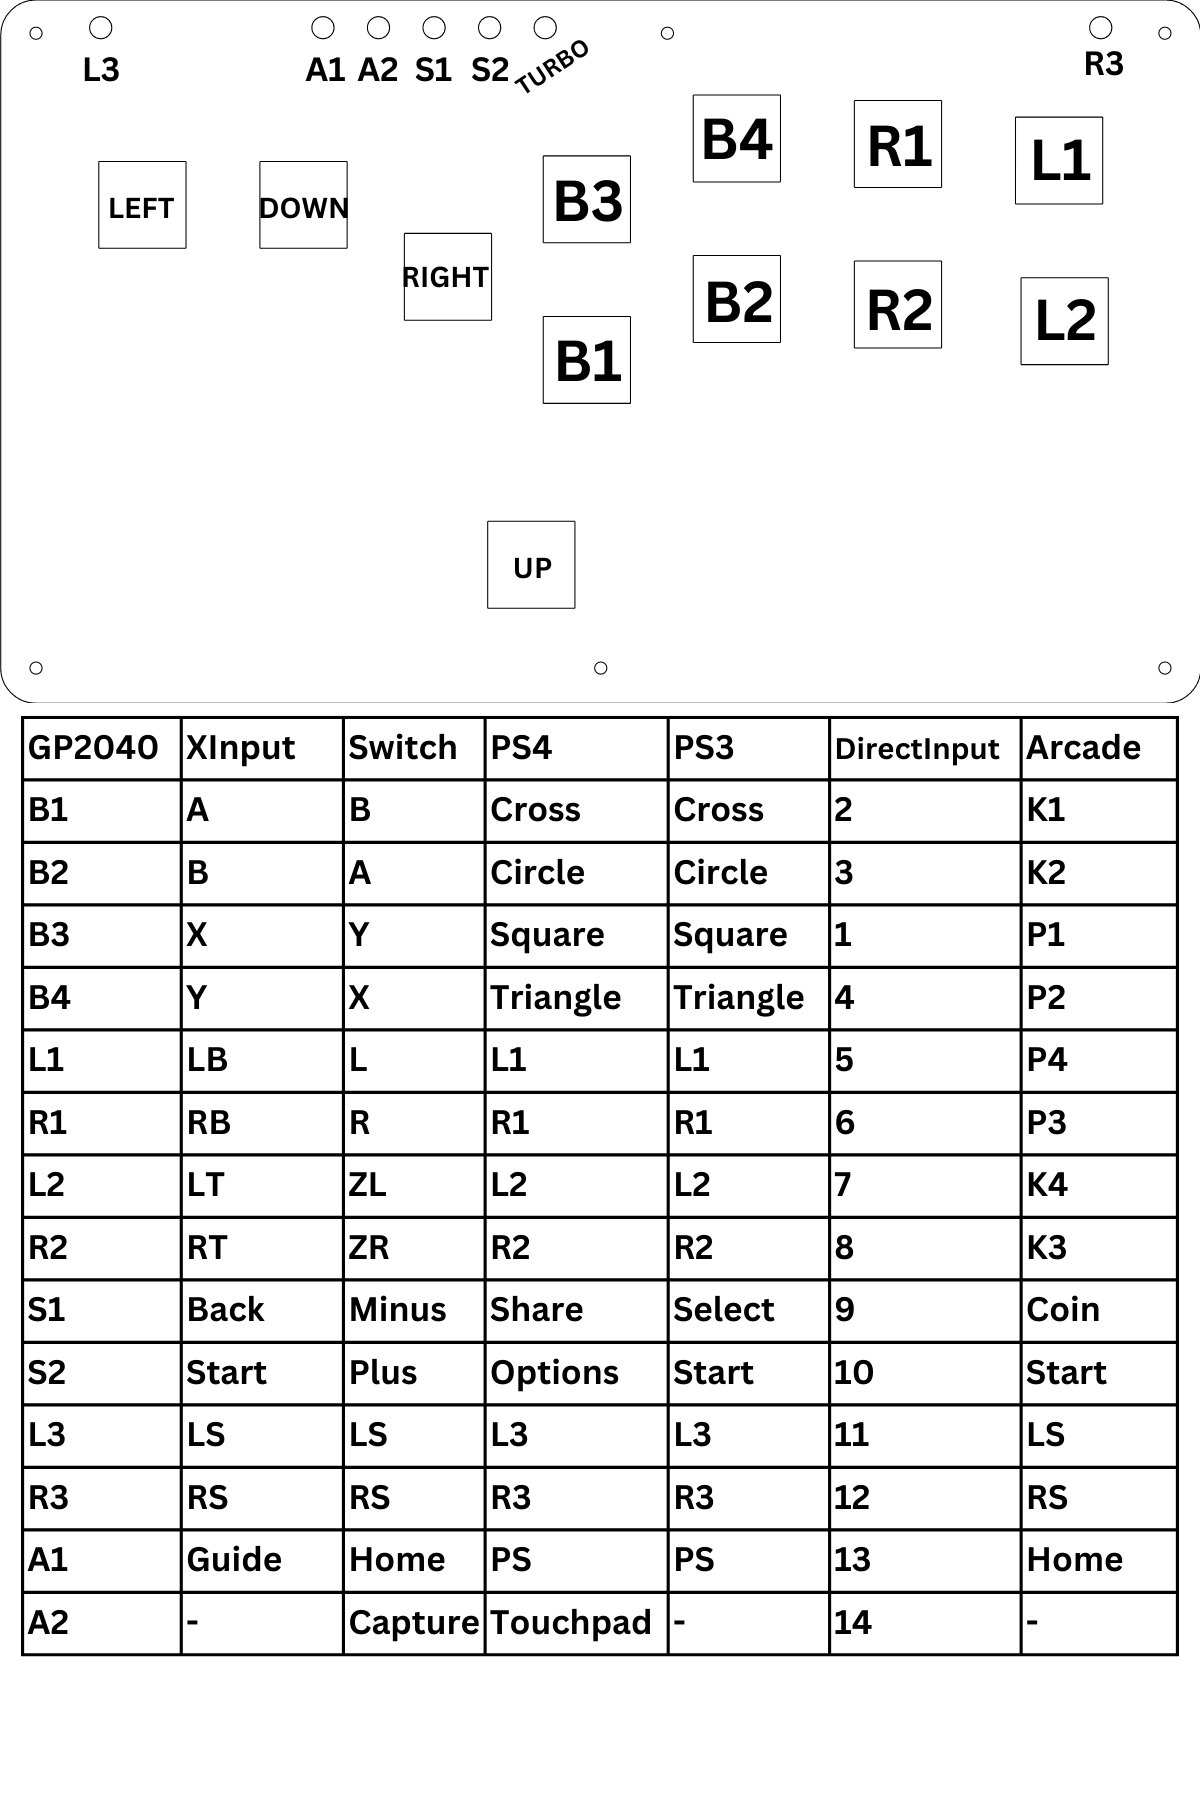 L3 A1 A2 S1 S2 TURBO R3
B4 R1 L1
LEFT DOWN B3
RIGHT
B2 R2 L2
B1
UP
GP2040 XInput Switch PS4 PS3 DirectInput Arcade
B1 A B Cross Cross 2 K1
B2 B A Circle Circle 3 K2
B3 X Y Square Square 1 P1
B4 Y X Triangle Triangle 4 P2
L1 LB L L1 L1 5 P4
R1 RB R R1 R1 6 P3
L2 LT ZL L2 L2 7 K4
R2 RT ZR R2 R2 8 K3
S1 Back Minus Share Select 9 Coin
S2 Start Plus Options Start 10 Start
L3 LS LS L3 L3 11 LS
R3 RS RS R3 R3 12 RS
A1 Guide Home PS PS 13 Home
A2 - Capture Touchpad - 14 -